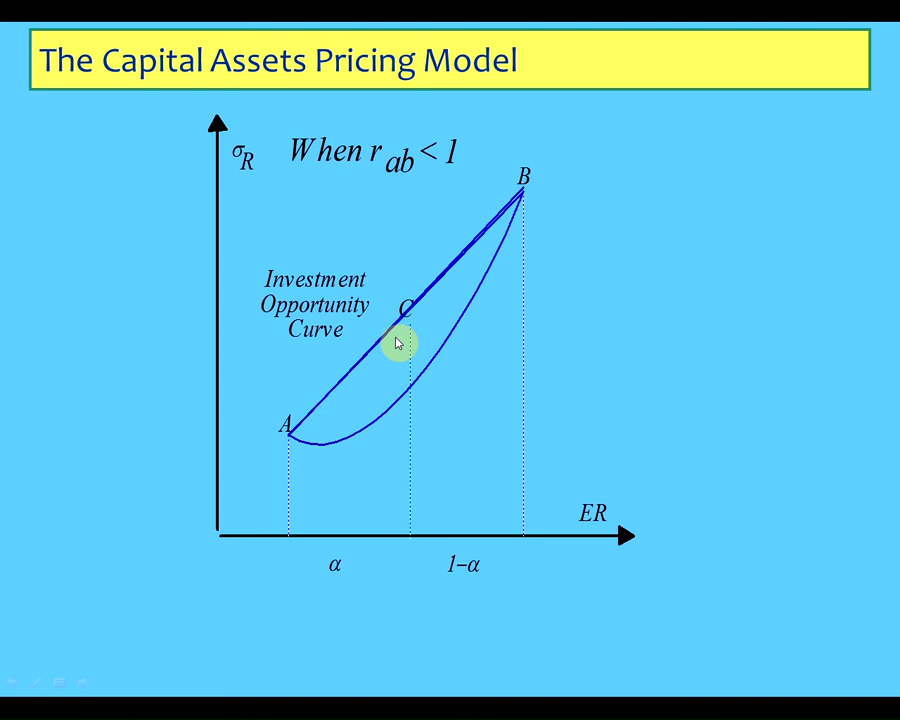 The Capital Assets Pricing Model
σR When r ab < 1
B
Investment
Opportunity
Curve
C
A
ER
α 1−α